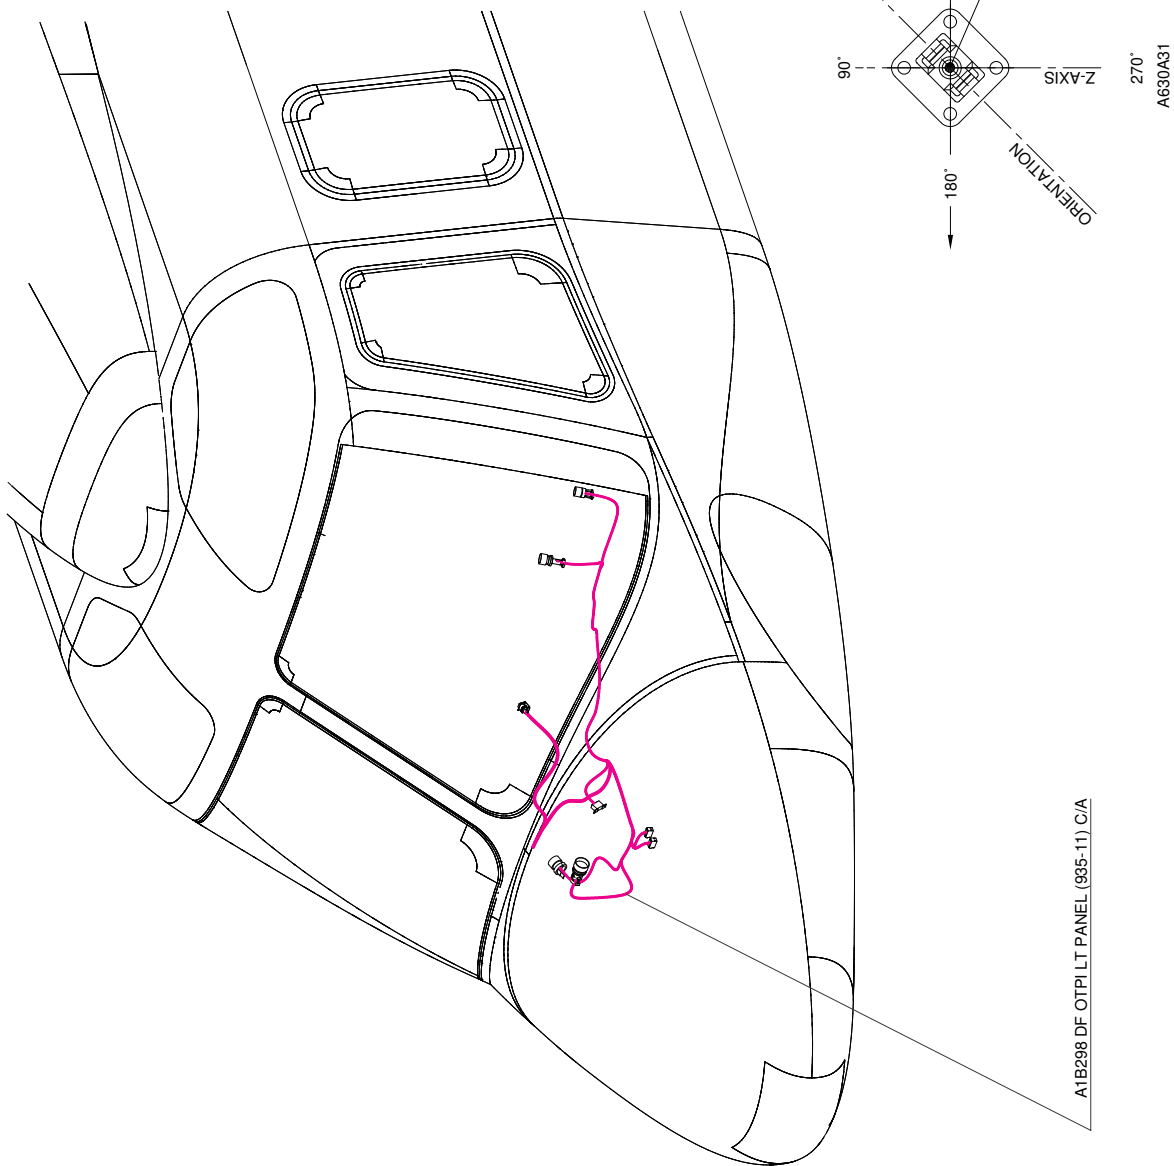 90°
180°
Z-AXIS
270°
A630A31
ORIENTATION
A1B298 DF OTPI LT PANEL (935-11) C/A